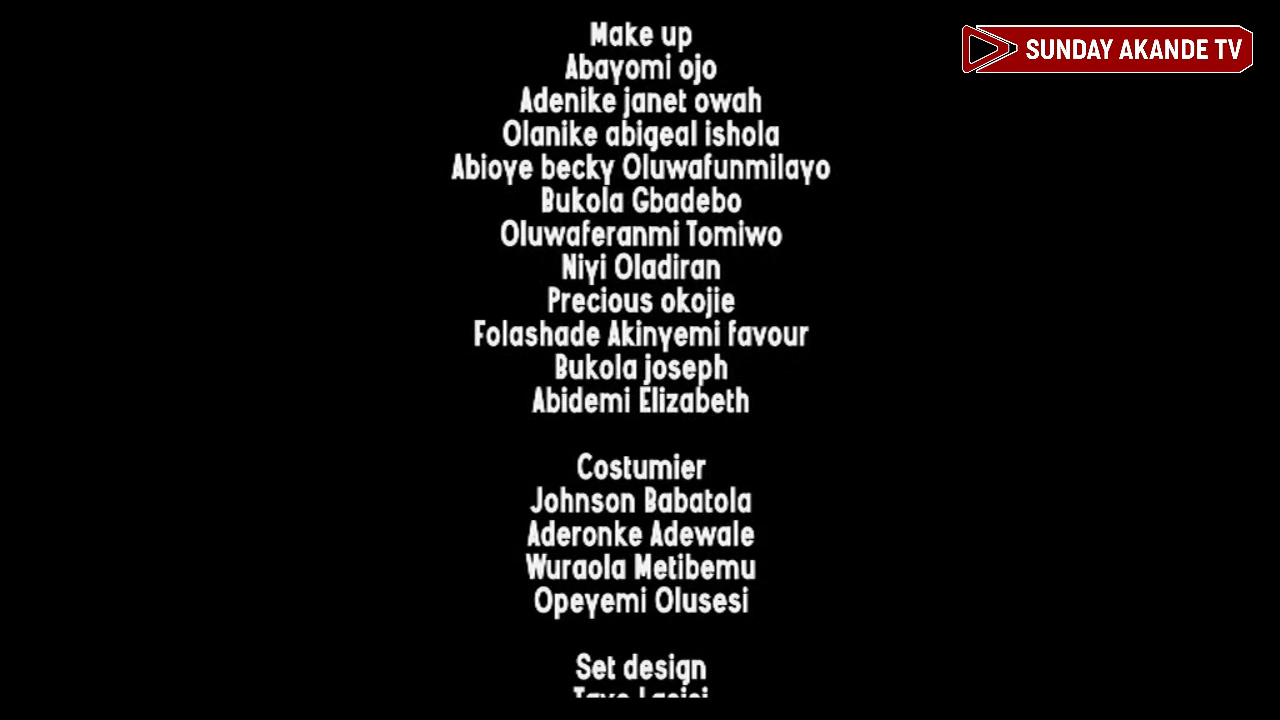 Make up
SUNDAY AKANDE TV
Abayomi ojo
Adenike janet owah
Olanike abigeal ishola
Abioye becky Oluwafunmilayo
Bukola Gbadebo
Oluwaferanmi Tomiwo
Niyi Oladiran
Precious okojie
Folashade Akinyemi favour
Bukola joseph
Abidemi Elizabeth
Costumier
Johnson Babatola
Aderonke Adewale
Wuraola Metibemu
Opeyemi Olusesi
Set design